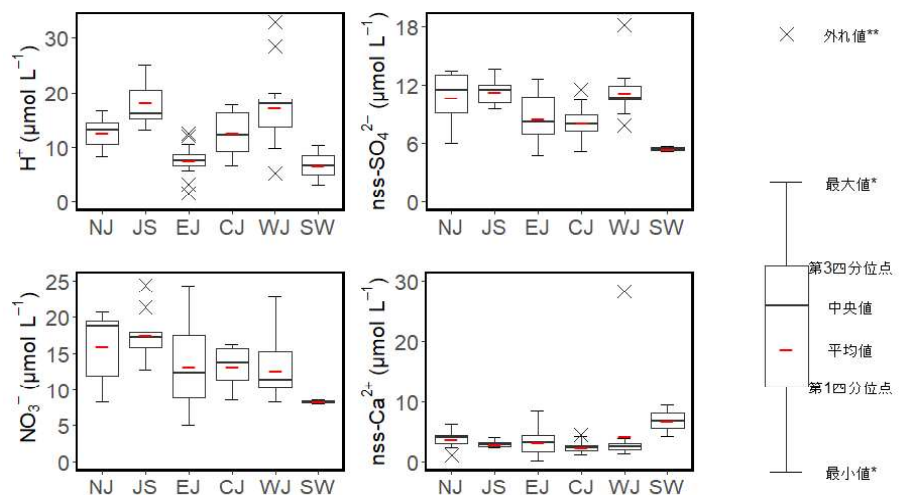 H⁺ (μmol L⁻¹)
30
20
10
0
NJ JS EJ CJ WJ SW
nss-SO₄²⁻ (μmol L⁻¹)
18
12
6
0
NJ JS EJ CJ WJ SW
NO₃⁻ (μmol L⁻¹)
25
20
15
10
5
0
NJ JS EJ CJ WJ SW
nss-Ca²⁺ (μmol L⁻¹)
30
20
10
0
NJ JS EJ CJ WJ SW
外れ値**
最大値*
第3四分位点
中央値
平均値
第1四分位点
最小値*